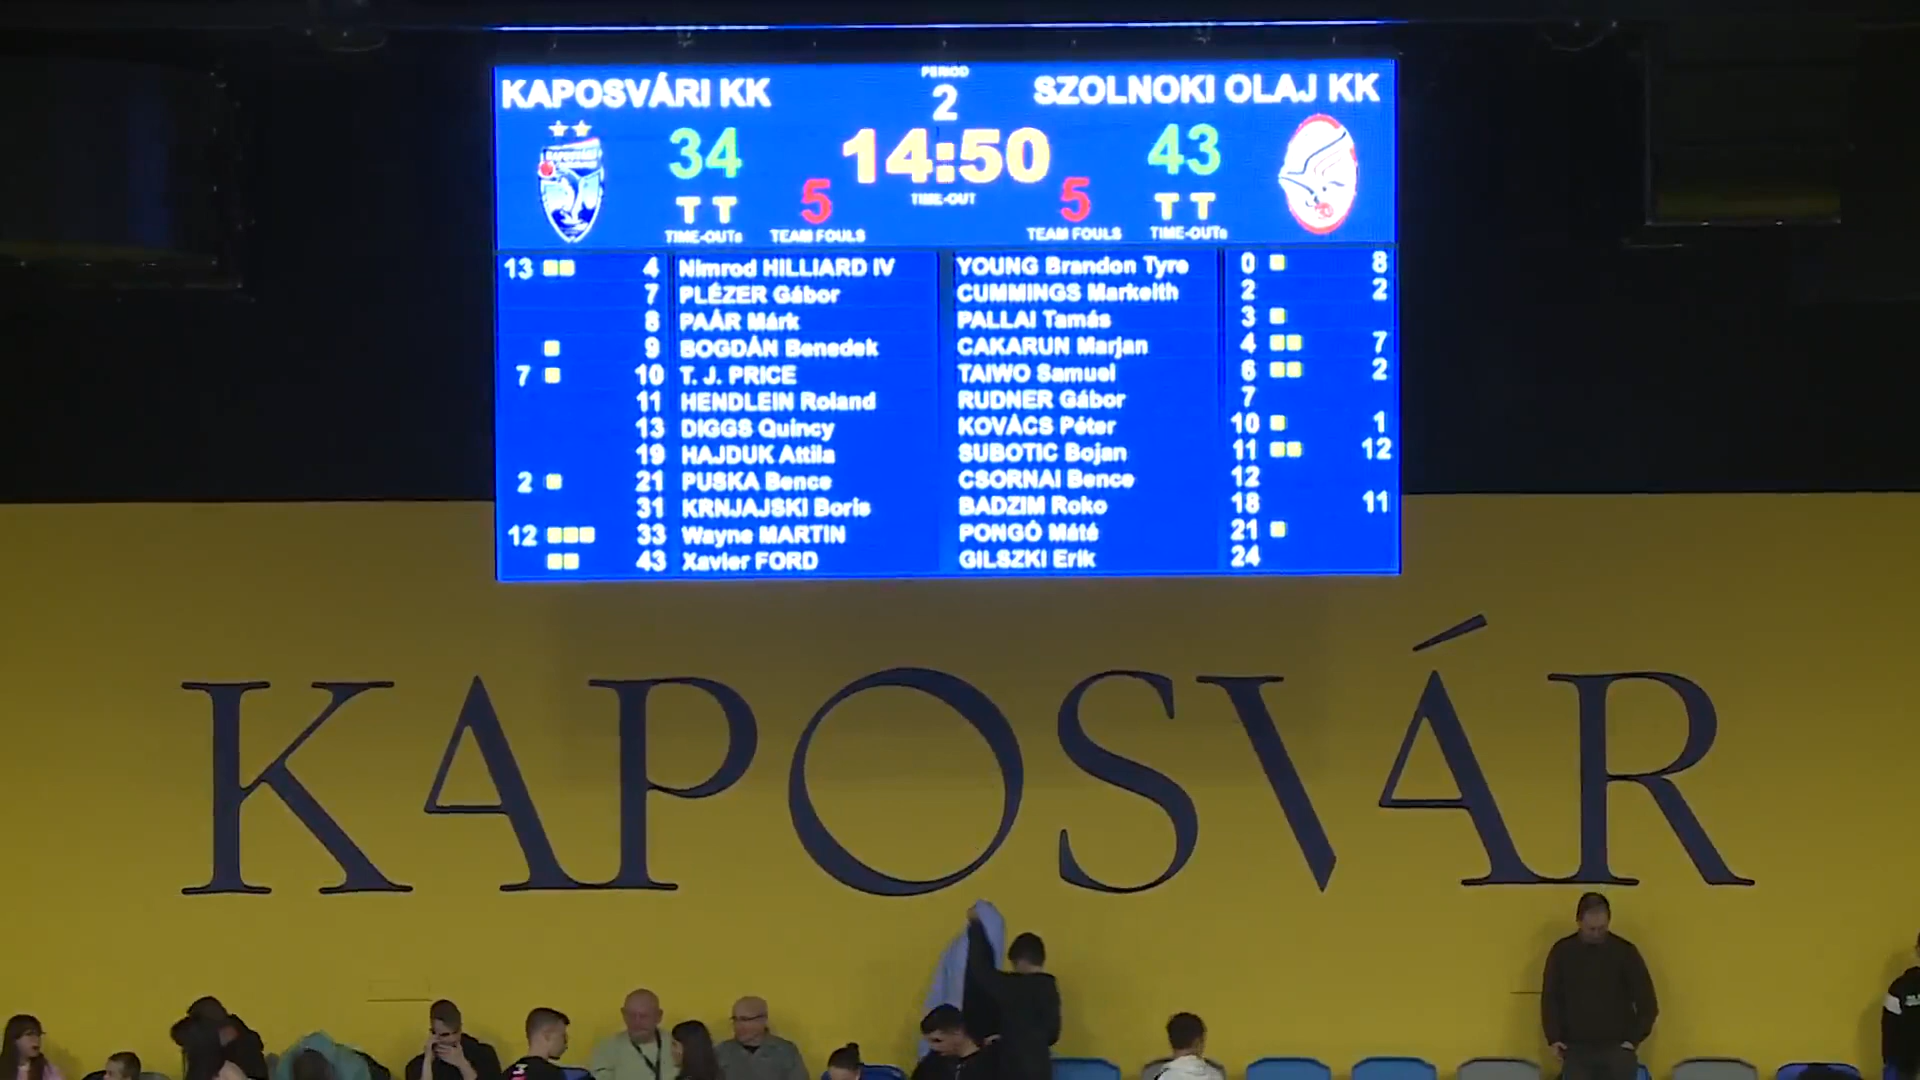 PERIOD
KAPOSVÁRI KK 2 SZOLNOKI OLAJ KK
34 14:50 43
T T 5 TIME-OUT 5 T T
TIME-OUTs TEAM FOULS TEAM FOULS TIME-OUTs
13 4 Nimrod HILLIARD IV YOUNG Brandon Tyre 0 8
7 PLÉZER Gábor CUMMINGS Markeith 2 2
8 PAÁR Márk PALLAI Tamás 3
9 BOGDÁN Benedek CAKARUN Marjan 4 7
7 10 T. J. PRICE TAIWO Samuel 6 2
11 HENDLEIN Roland RUDNER Gábor 7
13 DIGGS Quincy KOVÁCS Péter 10 1
19 HAJDUK Attila SUBOTIC Bojan 11 12
2 21 PUSKA Bence CSORNAI Bence 12
31 KRNJAJSKI Boris BADZIM Roko 18 11
12 33 Wayne MARTIN PONGÓ Máté 21
43 Xavier FORD GILSZKI Erik 24
KAPOSVÁR